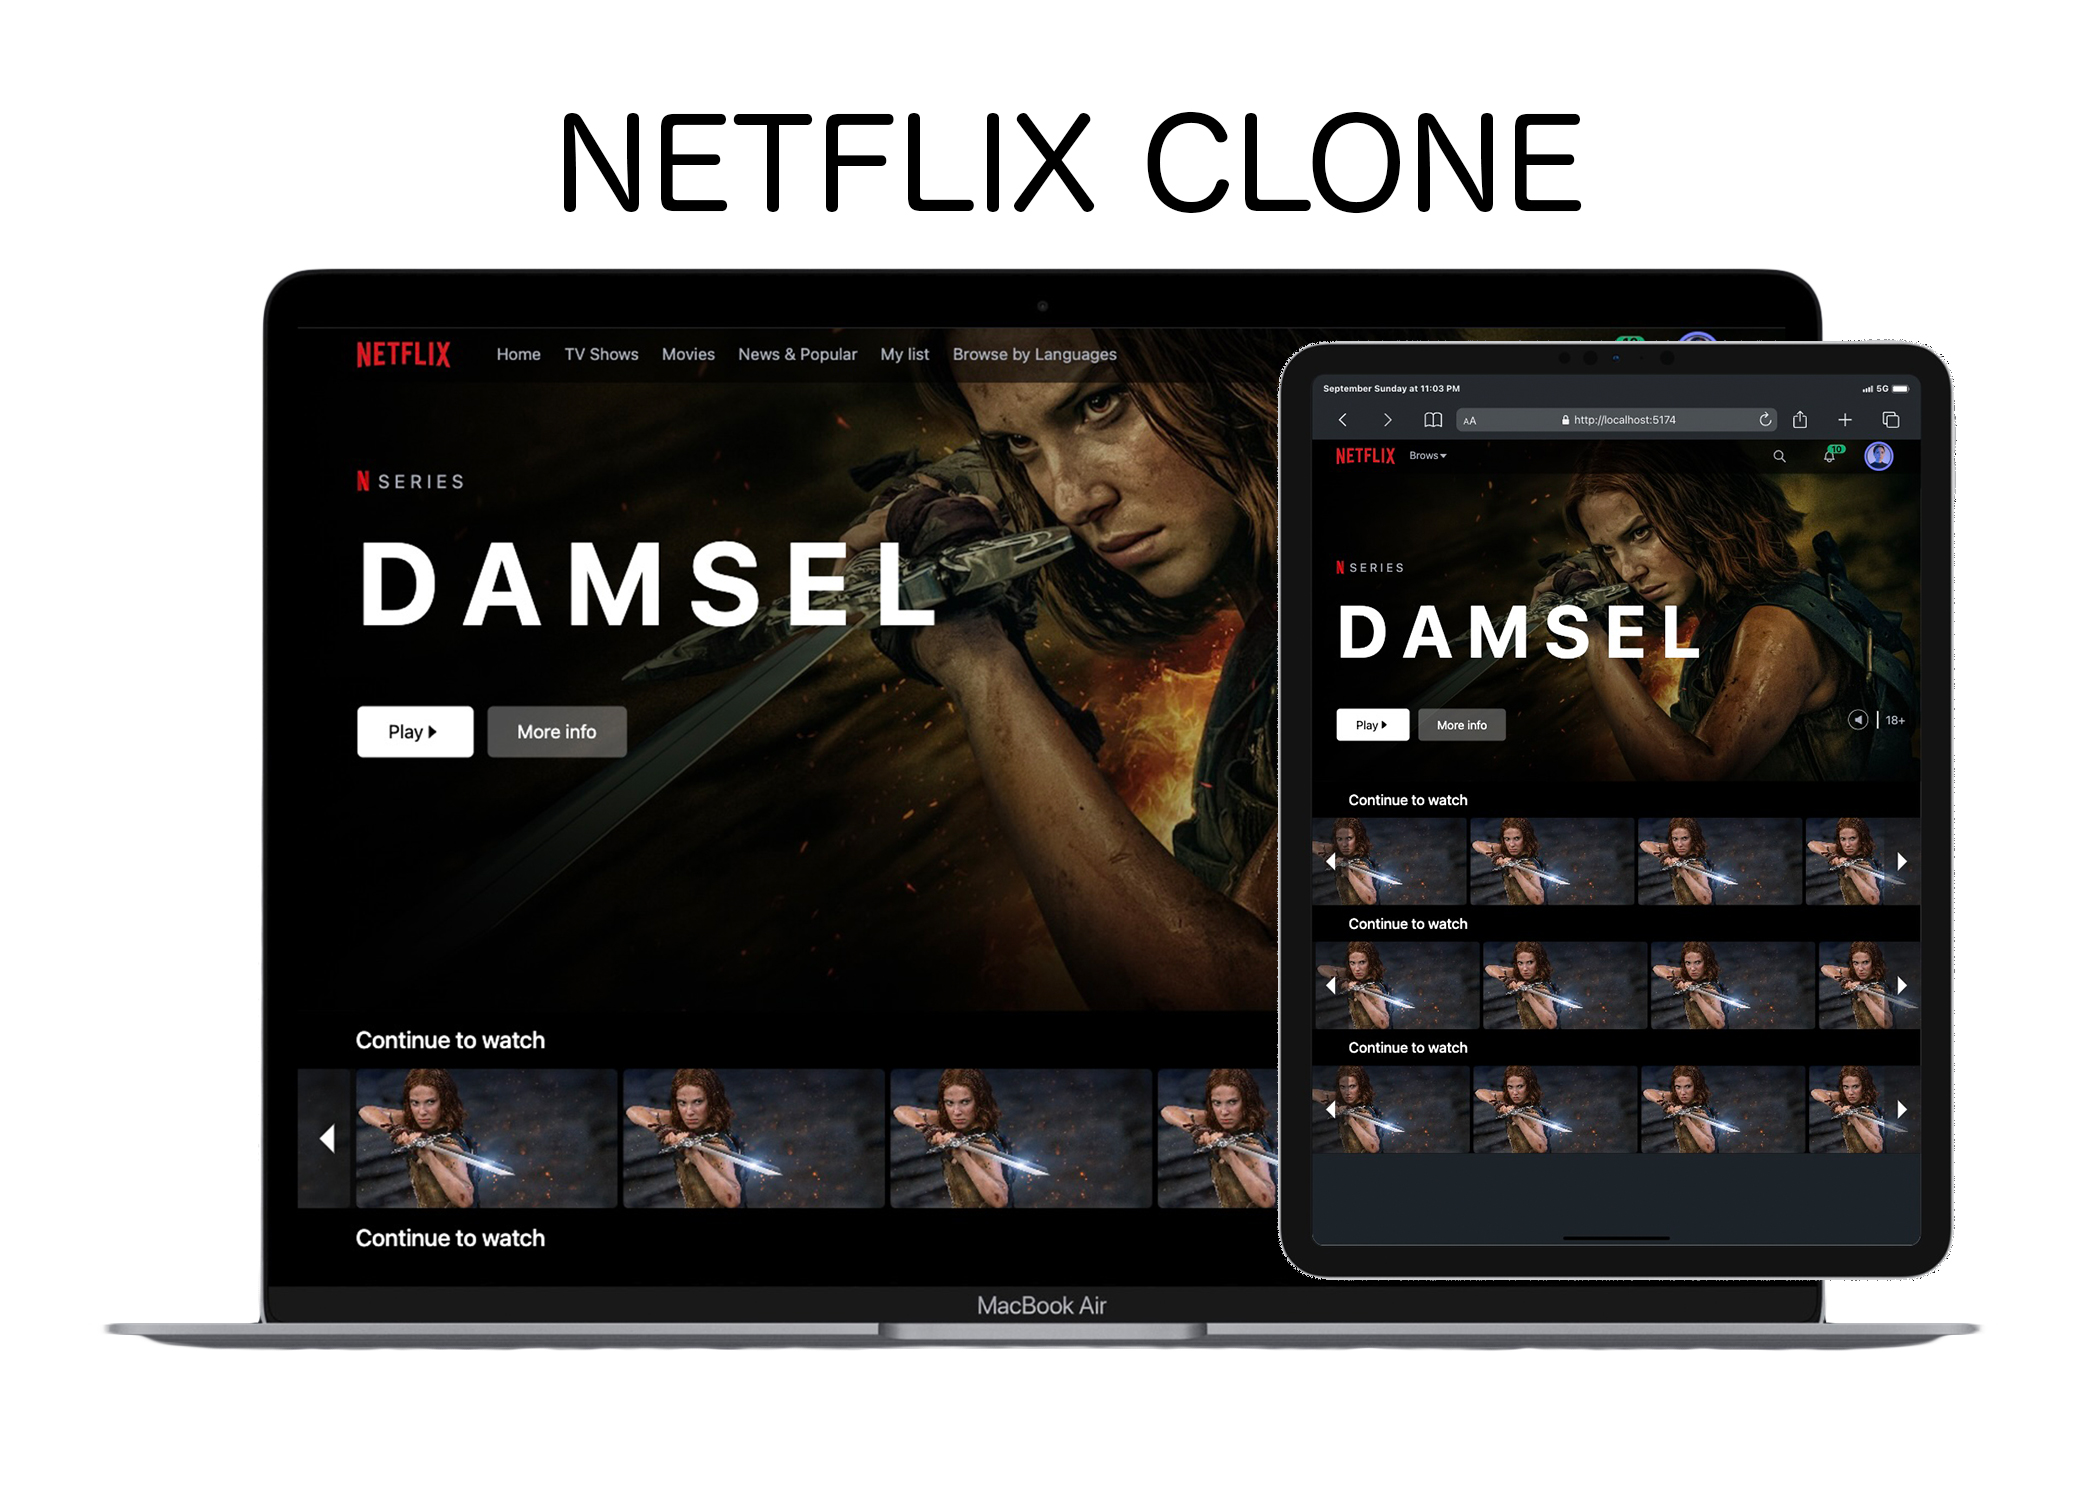 NETFLIX CLONE
NETFLIX Home TV Shows Movies News & Popular My list Browse by Languages
N SERIES
DAMSEL
Play More info
Continue to watch
Continue to watch
MacBook Air
September Sunday at 11:03 PM 5G
AA http://localhost:5174
NETFLIX Brows 10
N SERIES
DAMSEL
Play More info 18+
Continue to watch
Continue to watch
Continue to watch